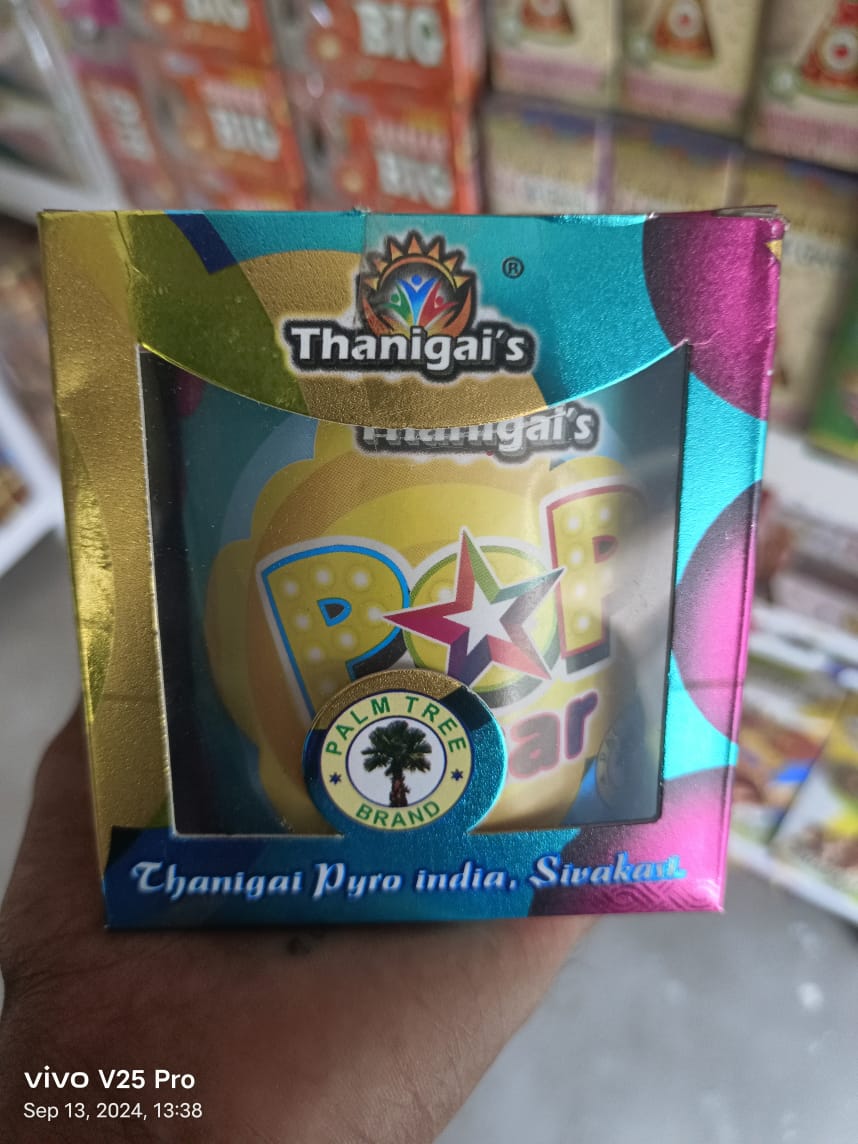 BIG
BIG
BIG
BIG
®
Thanigai's
Thanigai's
POP
ar
PALM TREE
BRAND
Thanigai Pyro india, Sivakasi.
vivo V25 Pro
Sep 13, 2024, 13:38